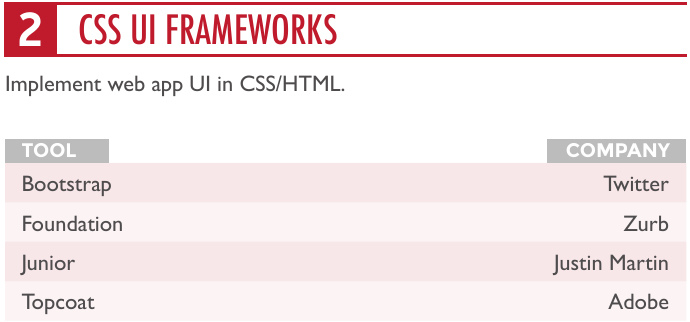 2 CSS UI FRAMEWORKS
Implement web app UI in CSS/HTML.
TOOL COMPANY
Bootstrap Twitter
Foundation Zurb
Junior Justin Martin
Topcoat Adobe